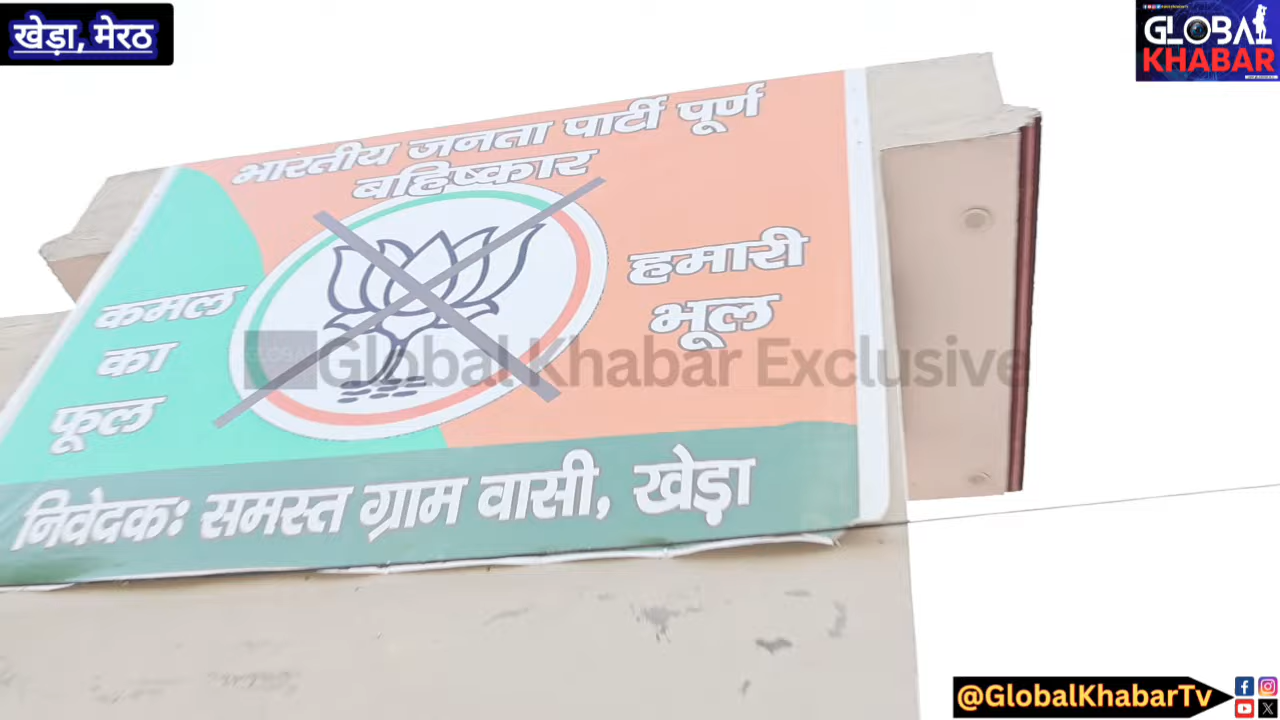 खेड़ा, मेरठ
GLOBAL
KHABAR
भारतीय जनता पार्टी पूर्ण
बहिष्कार
कमल
का
फूल
हमारी
भूल
Global Khabar Exclusive
निवेदकः समस्त ग्राम वासी, खेड़ा
@GlobalKhabarTv